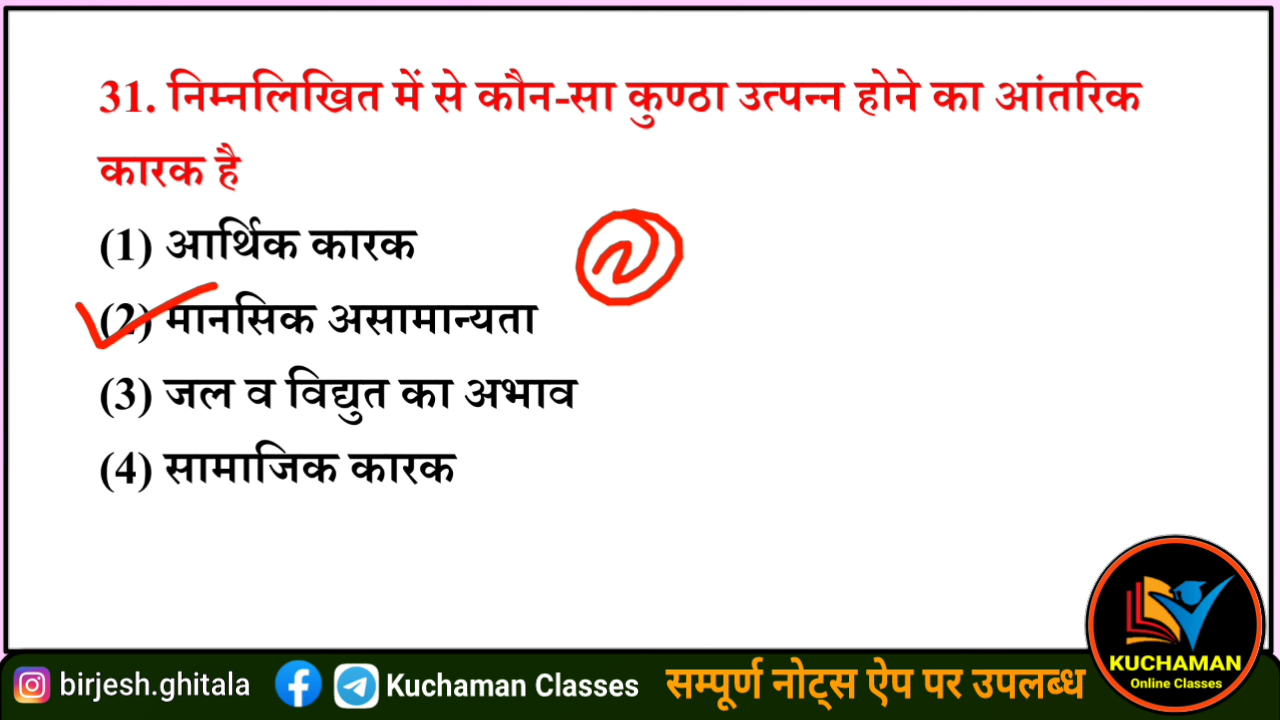 31. निम्नलिखित में से कौन-सा कुण्ठा उत्पन्न होने का आंतरिक
कारक है
(1) आर्थिक कारक
2
(2) मानसिक असामान्यता
(3) जल व विद्युत का अभाव
(4) सामाजिक कारक
KUCHAMAN
Online Classes
birjesh.ghitala
Kuchaman Classes
सम्पूर्ण नोट्स ऐप पर उपलब्ध